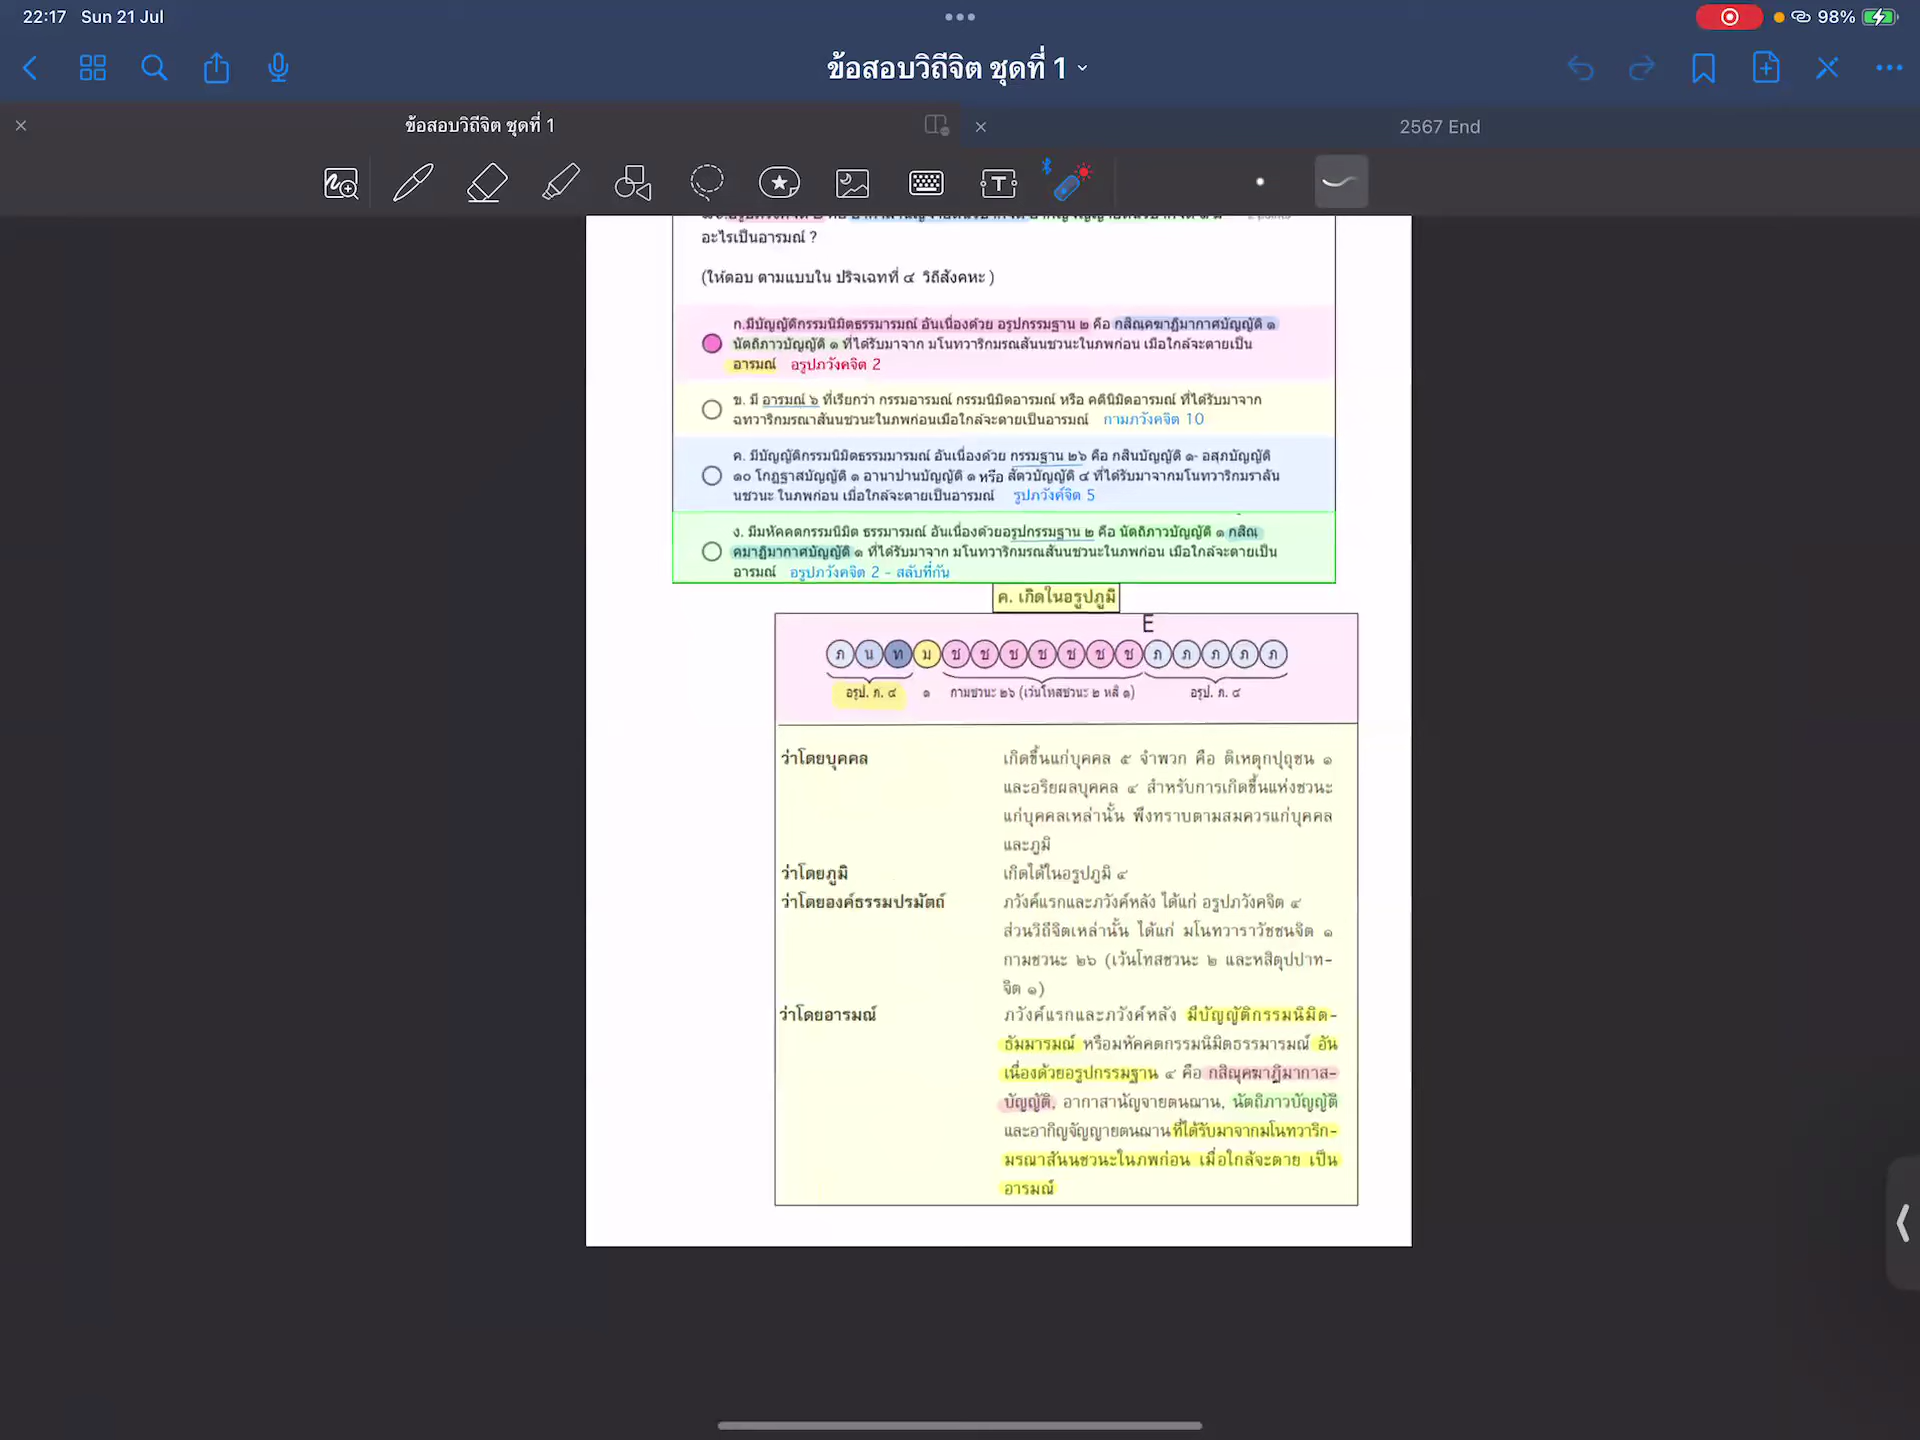 22:17 Sun 21 Jul
98%
ข้อสอบวิถีจิต ชุดที่ 1
ข้อสอบวิถีจิต ชุดที่ 1
2567 End
อะไรเป็นอารมณ์ ?
(ให้ตอบ ตามแบบใน ปริจเฉทที่ ๔ วิถีสังคหะ )
ก.มีบัญญัติกรรมนิมิตธรรมารมณ์ อันเนื่องด้วย อรูปกรรมฐาน ๒ คือ กสิณุคฆาฏิมากาศบัญญัติ ๑
นัตถิภาวบัญญัติ ๑ ที่ได้รับมาจาก มโนทวาริกมรณสันนชวนะในภพก่อน เมื่อใกล้จะตายเป็น
อารมณ์ อรูปภวังคจิต 2
ข. มี อารมณ์ ๖ ที่เรียกว่า กรรมอารมณ์ กรรมนิมิตอารมณ์ หรือ คตินิมิตอารมณ์ ที่ได้รับมาจาก
ฉทวาริกมรณาสันนชวนะในภพก่อนเมื่อใกล้จะตายเป็นอารมณ์ กามภวังคจิต 10
ค. มีบัญญัติกรรมนิมิตธรรมมารมณ์ อันเนื่องด้วย กรรมฐาน ๒๖ คือ กสินบัญญัติ ๑- อสุภบัญญัติ
๑๐ โกฏฐาสบัญญัติ ๑ อานาปานบัญญัติ ๑ หรือ สัตวบัญญัติ ๔ ที่ได้รับมาจากมโนทวาริกมราสัน
นชวนะ ในภพก่อน เมื่อใกล้จะตายเป็นอารมณ์ รูปภวังค์จิต 5
ง. มีมหัคคตกรรมนิมิต ธรรมารมณ์ อันเนื่องด้วยอรูปกรรมฐาน ๒ คือ นัตถิภาวบัญญัติ ๑ กสิณุ
คฆาฏิมากาศบัญญัติ ๑ ที่ได้รับมาจาก มโนทวาริกมรณสันนชวนะในภพก่อน เมื่อใกล้จะตายเป็น
อารมณ์ อรูปภวังคจิต 2 - สลับที่กัน
ค. เกิดในอรูปภูมิ
E
ภ น ท ม ช ช ช ช ช ช ช ภ ภ ภ ภ ภ
อรูป. ภ. ๔ ๑ กามชวนะ ๒๖ (เว้นโทสชวนะ ๒ หสิ ๑) อรูป. ภ. ๔
ว่าโดยบุคคล เกิดขึ้นแก่บุคคล ๕ จำพวก คือ ติเหตุกปุถุชน ๑
และอริยผลบุคคล ๔ สำหรับการเกิดขึ้นแห่งชวนะ
แก่บุคคลเหล่านั้น พึงทราบตามสมควรแก่บุคคล
และภูมิ
ว่าโดยภูมิ เกิดได้ในอรูปภูมิ ๔
ว่าโดยองค์ธรรมปรมัตถ์ ภวังค์แรกและภวังค์หลัง ได้แก่ อรูปภวังคจิต ๔
ส่วนวิถีจิตเหล่านั้น ได้แก่ มโนทวาราวัชชนจิต ๑
กามชวนะ ๒๖ (เว้นโทสชวนะ ๒ และหสิตุปปาท-
จิต ๑)
ว่าโดยอารมณ์ ภวังค์แรกและภวังค์หลัง มีบัญญัติกรรมนิมิต-
ธัมมารมณ์ หรือมหัคคตกรรมนิมิตธรรมารมณ์ อัน
เนื่องด้วยอรูปกรรมฐาน ๔ คือ กสิณุคฆาฏิมากาส-
บัญญัติ, อากาสานัญจายตนฌาน, นัตถิภาวบัญญัติ
และอากิญจัญญายตนฌานที่ได้รับมาจากมโนทวาริก-
มรณาสันนชวนะในภพก่อน เมื่อใกล้จะตาย เป็น
อารมณ์